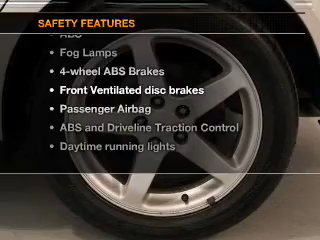 SAFETY FEATURES
• ABS
• Fog Lamps
• 4-wheel ABS Brakes
• Front Ventilated disc brakes
• Passenger Airbag
• ABS and Driveline Traction Control
• Daytime running lights